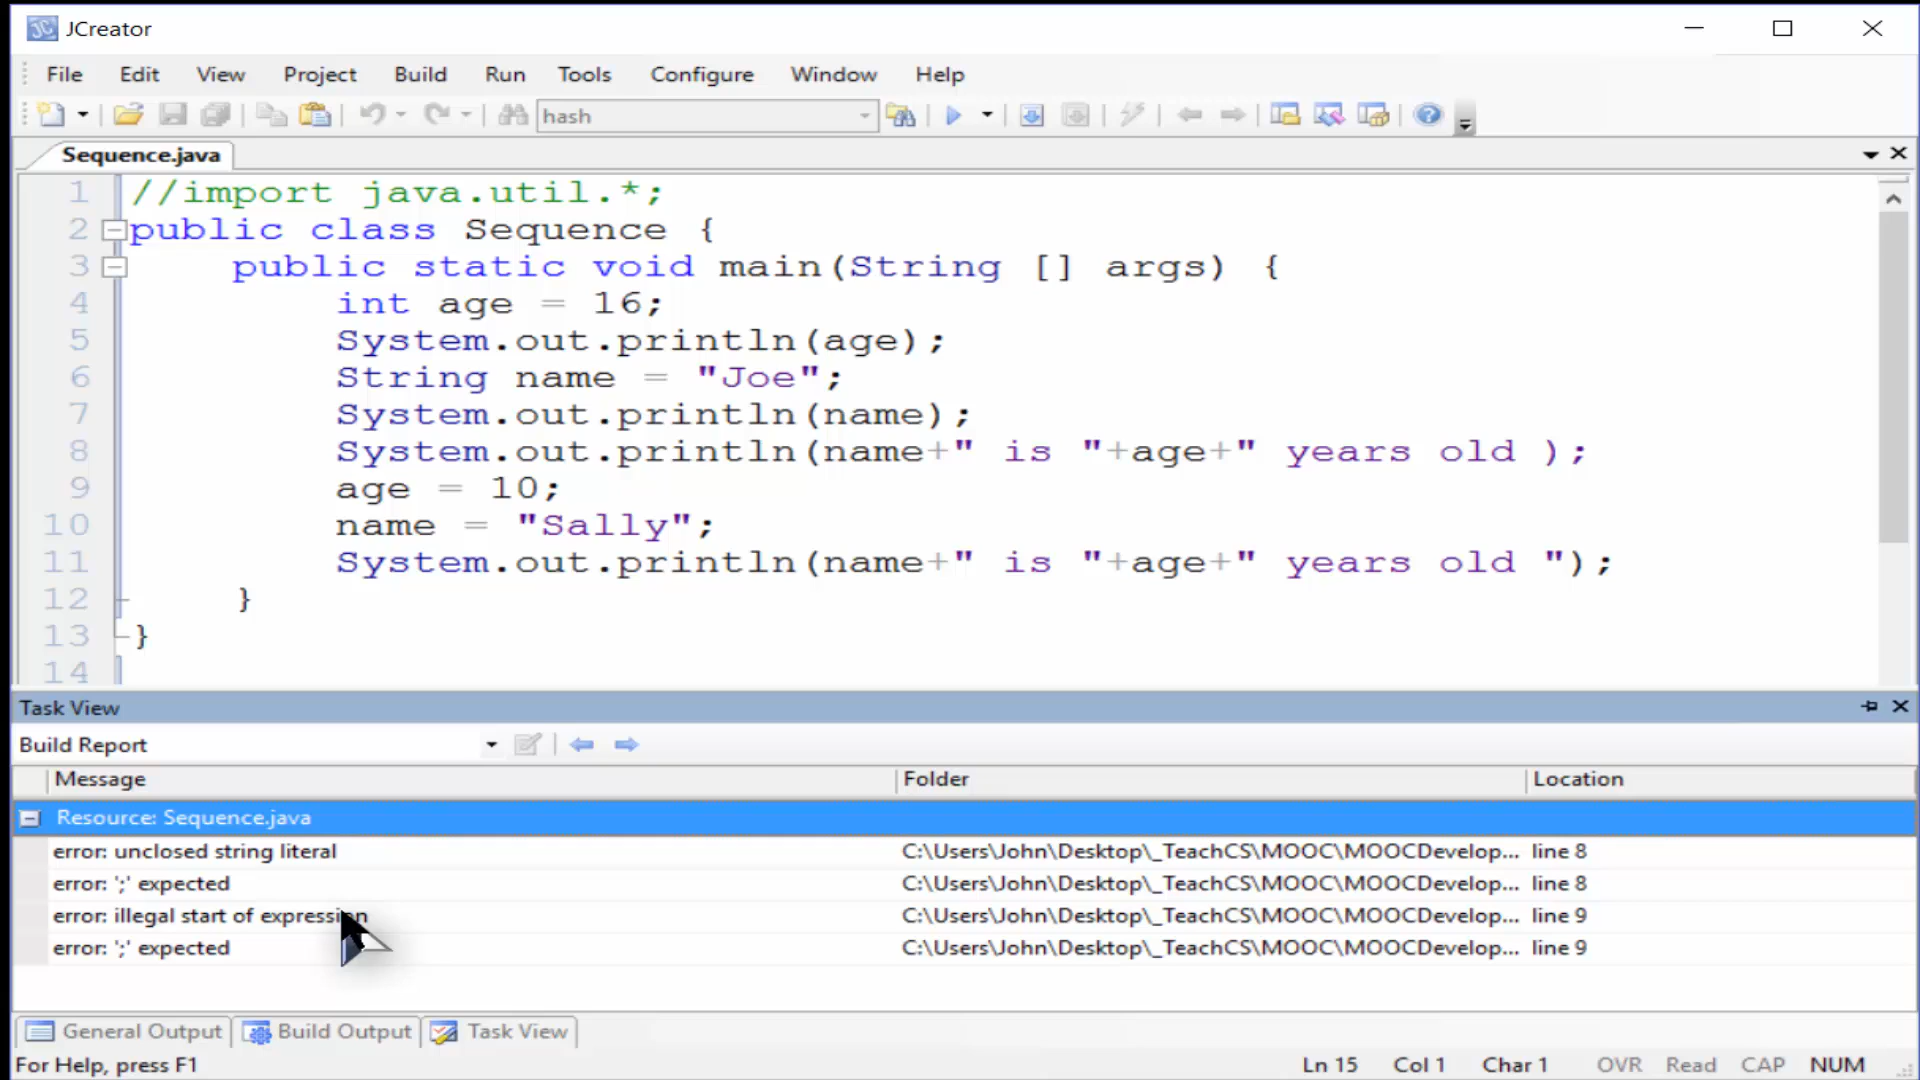 JCreator
File Edit View Project Build Run Tools Configure Window Help
hash
Sequence.java
1 //import java.util.*;
2 public class Sequence {
3 public static void main(String [] args) {
4 int age = 16;
5 System.out.println(age);
6 String name = "Joe";
7 System.out.println(name);
8 System.out.println(name+" is "+age+" years old );
9 age = 10;
10 name = "Sally";
11 System.out.println(name+" is "+age+" years old ");
12 }
13 }
14
Task View
Build Report
Message Folder Location
Resource: Sequence.java
error: unclosed string literal C:\Users\John\Desktop\_TeachCS\MOOC\MOOCDevelop... line 8
error: ';' expected C:\Users\John\Desktop\_TeachCS\MOOC\MOOCDevelop... line 8
error: illegal start of expression C:\Users\John\Desktop\_TeachCS\MOOC\MOOCDevelop... line 9
error: ';' expected C:\Users\John\Desktop\_TeachCS\MOOC\MOOCDevelop... line 9
General Output Build Output Task View
For Help, press F1 Ln 15 Col 1 Char 1 OVR Read CAP NUM